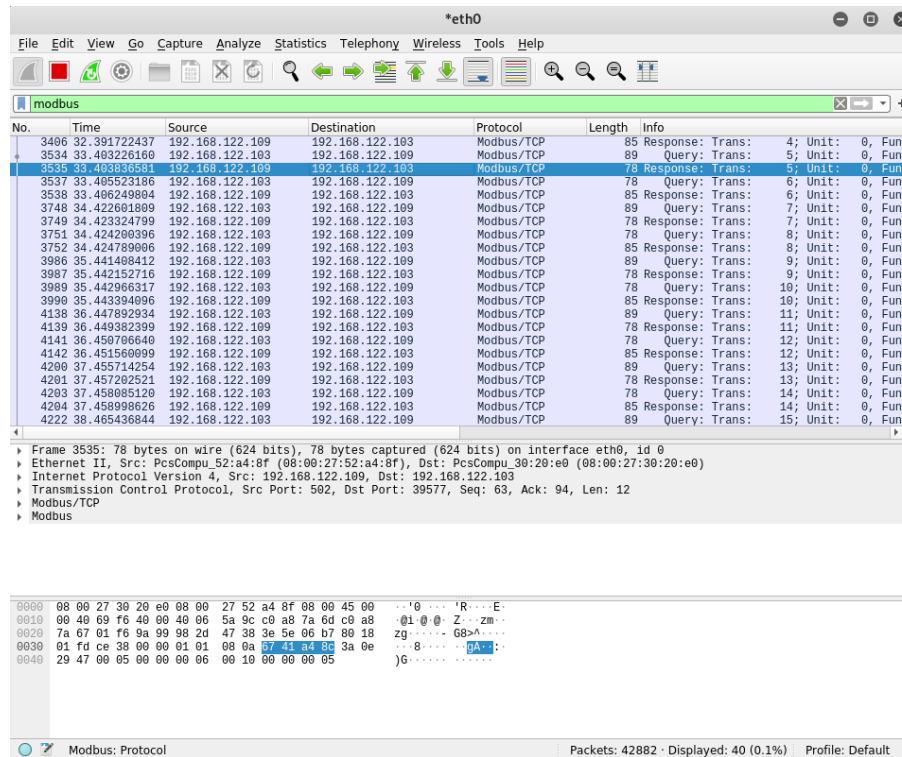 *eth0
File Edit View Go Capture Analyze Statistics Telephony Wireless Tools Help
modbus
No. Time Source Destination Protocol Length Info
3406 32.391722437 192.168.122.109 192.168.122.103 Modbus/TCP 85 Response: Trans: 4; Unit: 0, Fun
3534 33.403226160 192.168.122.103 192.168.122.109 Modbus/TCP 89 Query: Trans: 5; Unit: 0, Fun
3535 33.403836581 192.168.122.109 192.168.122.103 Modbus/TCP 78 Response: Trans: 5; Unit: 0, Fun
3537 33.405523186 192.168.122.103 192.168.122.109 Modbus/TCP 78 Query: Trans: 6; Unit: 0, Fun
3538 33.406249804 192.168.122.109 192.168.122.103 Modbus/TCP 85 Response: Trans: 6; Unit: 0, Fun
3748 34.422601809 192.168.122.103 192.168.122.109 Modbus/TCP 89 Query: Trans: 7; Unit: 0, Fun
3749 34.423324799 192.168.122.109 192.168.122.103 Modbus/TCP 78 Response: Trans: 7; Unit: 0, Fun
3751 34.424200396 192.168.122.103 192.168.122.109 Modbus/TCP 78 Query: Trans: 8; Unit: 0, Fun
3752 34.424789006 192.168.122.109 192.168.122.103 Modbus/TCP 85 Response: Trans: 8; Unit: 0, Fun
3986 35.441408412 192.168.122.103 192.168.122.109 Modbus/TCP 89 Query: Trans: 9; Unit: 0, Fun
3987 35.442152716 192.168.122.109 192.168.122.103 Modbus/TCP 78 Response: Trans: 9; Unit: 0, Fun
3989 35.442966317 192.168.122.103 192.168.122.109 Modbus/TCP 78 Query: Trans: 10; Unit: 0, Fun
3990 35.443394096 192.168.122.109 192.168.122.103 Modbus/TCP 85 Response: Trans: 10; Unit: 0, Fun
4138 36.447892934 192.168.122.103 192.168.122.109 Modbus/TCP 89 Query: Trans: 11; Unit: 0, Fun
4139 36.449382399 192.168.122.109 192.168.122.103 Modbus/TCP 78 Response: Trans: 11; Unit: 0, Fun
4141 36.450706640 192.168.122.103 192.168.122.109 Modbus/TCP 78 Query: Trans: 12; Unit: 0, Fun
4142 36.451560099 192.168.122.109 192.168.122.103 Modbus/TCP 85 Response: Trans: 12; Unit: 0, Fun
4200 37.455714254 192.168.122.103 192.168.122.109 Modbus/TCP 89 Query: Trans: 13; Unit: 0, Fun
4201 37.457202521 192.168.122.109 192.168.122.103 Modbus/TCP 78 Response: Trans: 13; Unit: 0, Fun
4203 37.458085120 192.168.122.103 192.168.122.109 Modbus/TCP 78 Query: Trans: 14; Unit: 0, Fun
4204 37.458998626 192.168.122.109 192.168.122.103 Modbus/TCP 85 Response: Trans: 14; Unit: 0, Fun
4222 38.465436844 192.168.122.103 192.168.122.109 Modbus/TCP 89 Query: Trans: 15; Unit: 0, Fun
Frame 3535: 78 bytes on wire (624 bits), 78 bytes captured (624 bits) on interface eth0, id 0
Ethernet II, Src: PcsCompu_52:a4:8f (08:00:27:52:a4:8f), Dst: PcsCompu_30:20:e0 (08:00:27:30:20:e0)
Internet Protocol Version 4, Src: 192.168.122.109, Dst: 192.168.122.103
Transmission Control Protocol, Src Port: 502, Dst Port: 39577, Seq: 63, Ack: 94, Len: 12
Modbus/TCP
Modbus
0000 08 00 27 30 20 e0 08 00 27 52 a4 8f 08 00 45 00 ··'0 ··· 'R····E·
0010 00 40 69 f6 40 00 40 06 5a 9c c0 a8 7a 6d c0 a8 ·@i·@·@· Z···zm··
0020 7a 67 01 f6 9a 99 98 2d 47 38 3e 5e 06 b7 80 18 zg·····- G8>^····
0030 01 fd ce 38 00 00 01 01 08 0a 67 41 a4 8c 3a 0e ···8···· ··gA··:·
0040 29 47 00 05 00 00 00 06 00 10 00 00 00 05 )G······ ······
Modbus: Protocol Packets: 42882 · Displayed: 40 (0.1%) Profile: Default